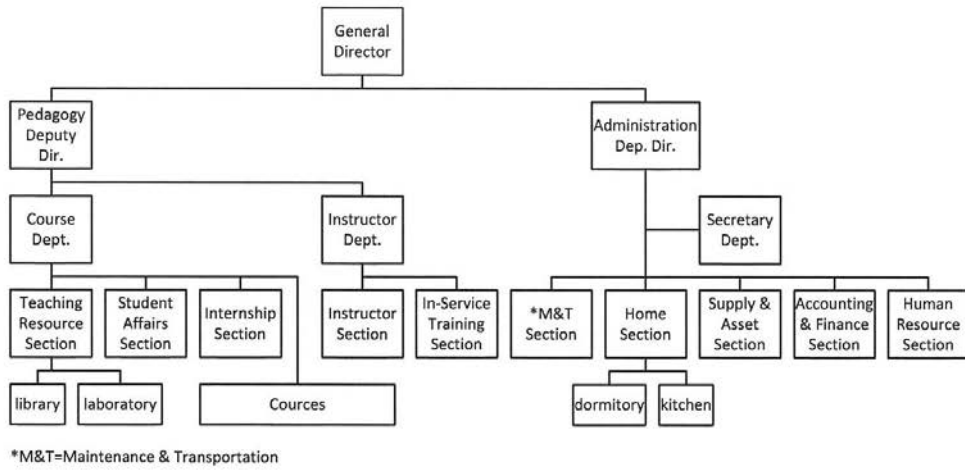 General
Director
Pedagogy
Deputy
Dir.
Administration
Dep. Dir.
Course
Dept.
Instructor
Dept.
Secretary
Dept.
Teaching
Resource
Section
Student
Affairs
Section
Internship
Section
Instructor
Section
In-Service
Training
Section
*M&T
Section
Home
Section
Supply &
Asset
Section
Accounting
& Finance
Section
Human
Resource
Section
library
laboratory
Cources
dormitory
kitchen
*M&T=Maintenance & Transportation